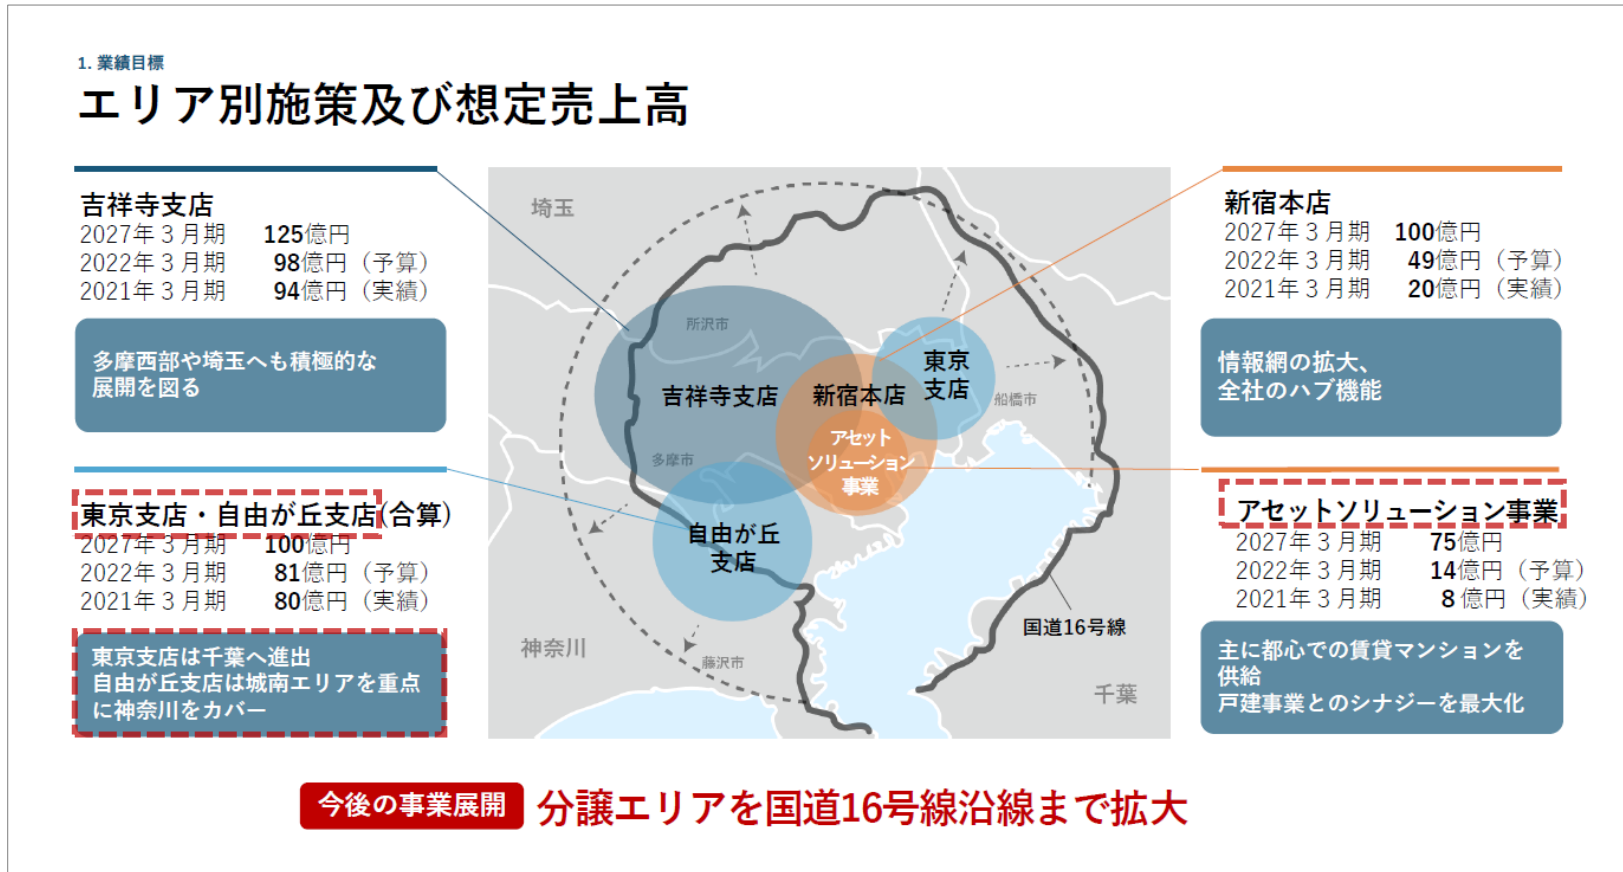 1. 業績目標
エリア別施策及び想定売上高
吉祥寺支店
2027年３月期 125億円
2022年３月期 98億円（予算）
2021年３月期 94億円（実績）
多摩西部や埼玉へも積極的な
展開を図る
東京支店・自由が丘支店(合算)
2027年３月期 100億円
2022年３月期 81億円（予算）
2021年３月期 80億円（実績）
東京支店は千葉へ進出
自由が丘支店は城南エリアを重点
に神奈川をカバー
埼玉
所沢市
吉祥寺支店
新宿本店
東京
支店
船橋市
アセット
ソリューション
事業
多摩市
自由が丘
支店
国道16号線
神奈川
藤沢市
千葉
新宿本店
2027年３月期 100億円
2022年３月期 49億円（予算）
2021年３月期 20億円（実績）
情報網の拡大、
全社のハブ機能
アセットソリューション事業
2027年３月期 75億円
2022年３月期 14億円（予算）
2021年３月期 8億円（実績）
主に都心での賃貸マンションを
供給
戸建事業とのシナジーを最大化
今後の事業展開 分譲エリアを国道16号線沿線まで拡大